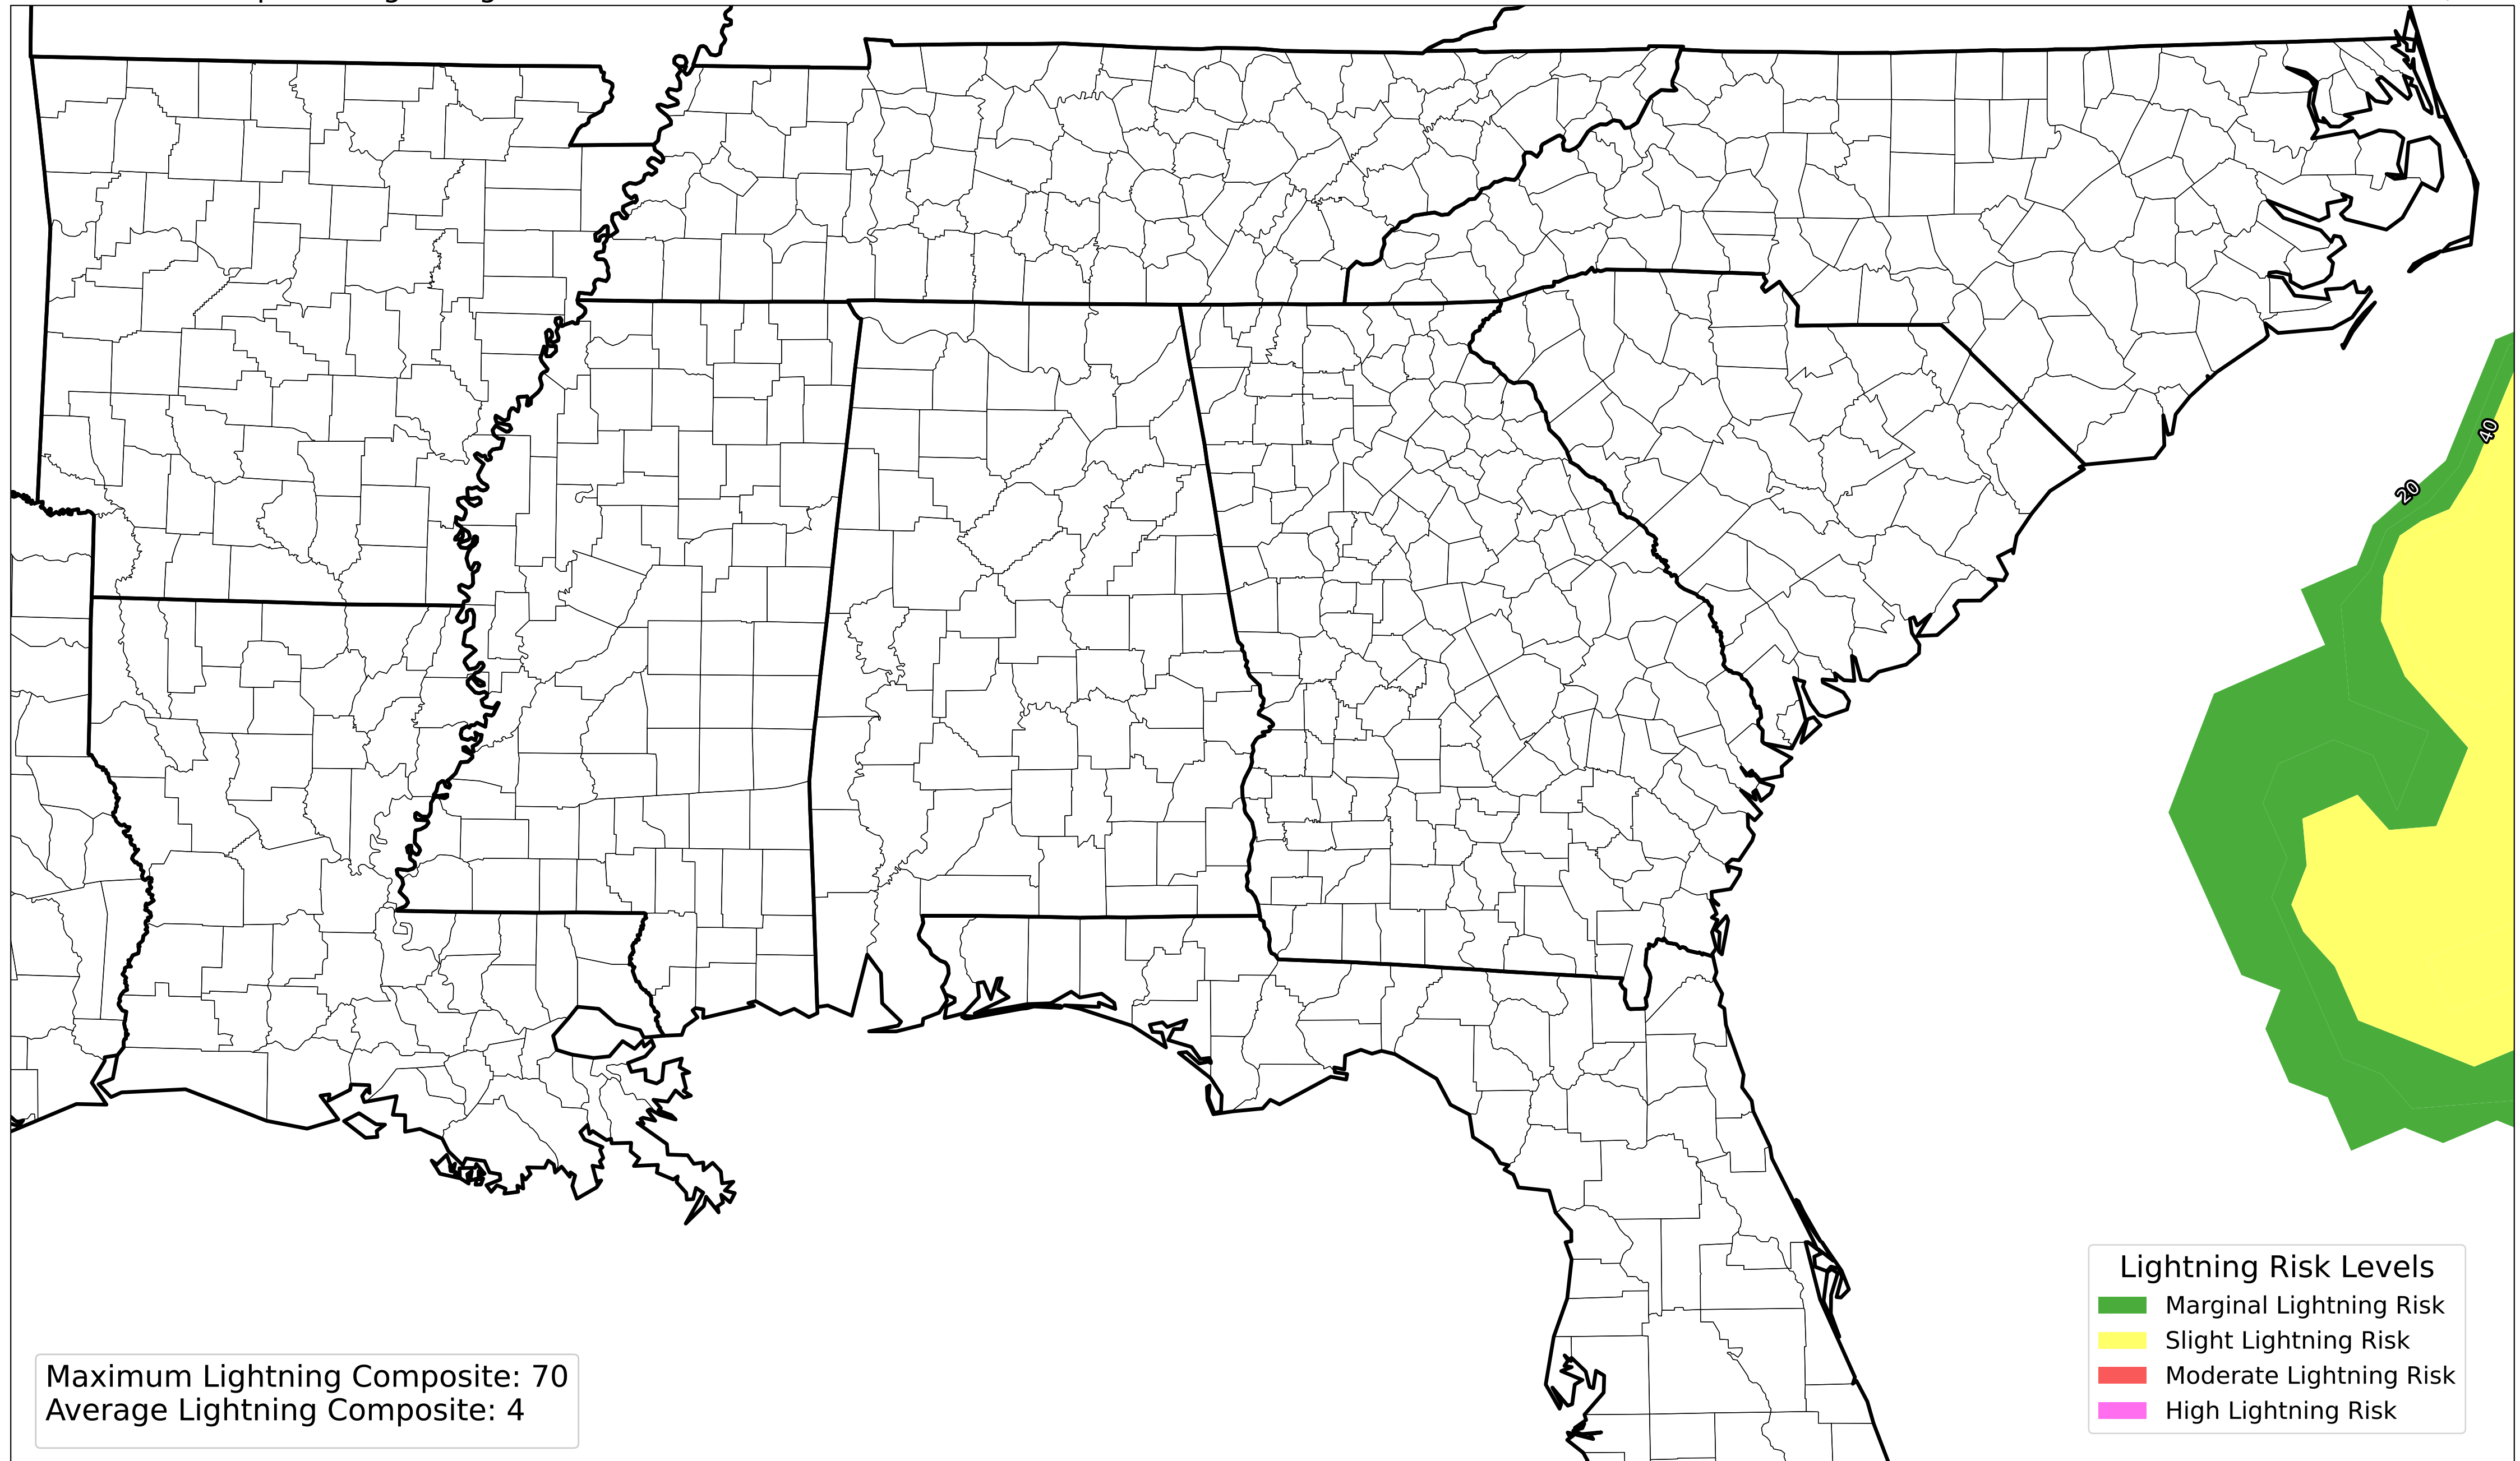 40
20
Lightning Risk Levels
Marginal Lightning Risk
Slight Lightning Risk
Moderate Lightning Risk
High Lightning Risk
Maximum Lightning Composite: 70
Average Lightning Composite: 4